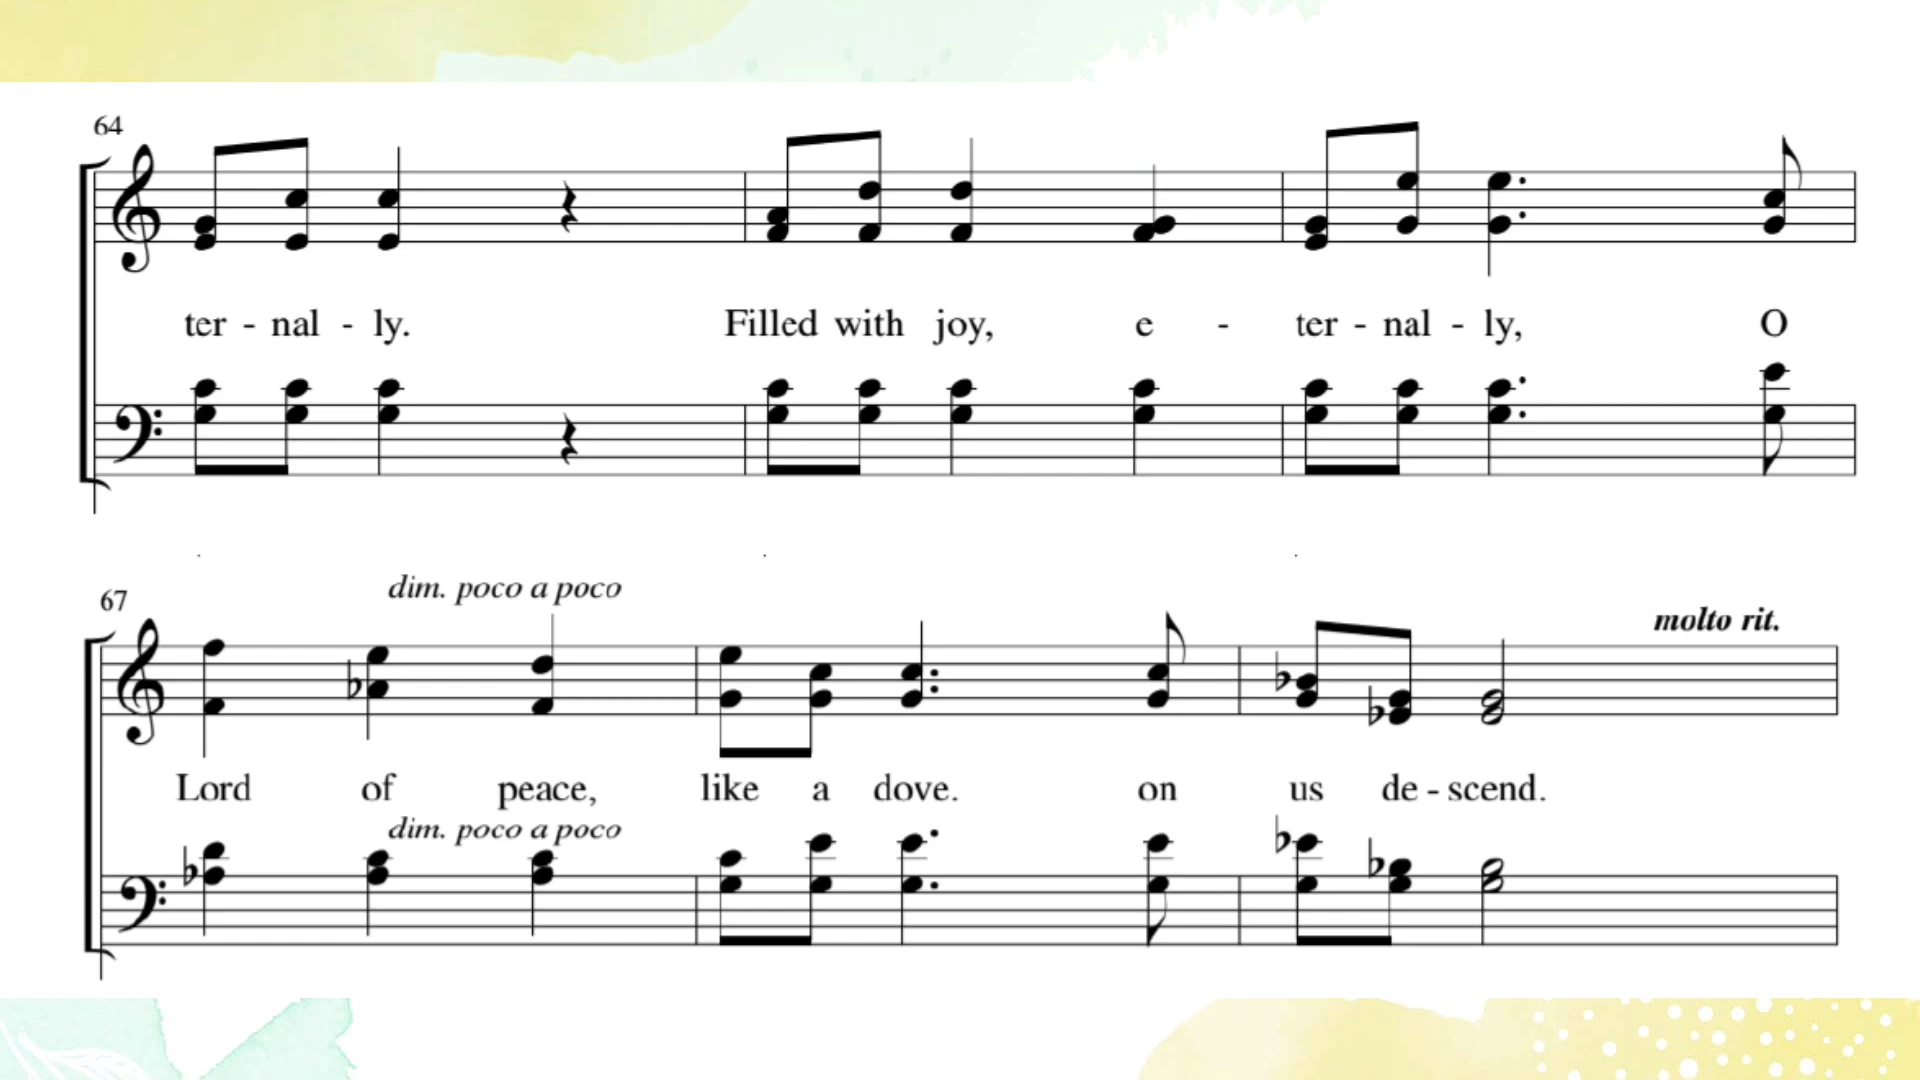 64
ter - nal - ly. Filled with joy, e - ter - nal - ly, O
dim. poco a poco
67
molto rit.
Lord of peace, like a dove. on us de - scend.
dim. poco a poco